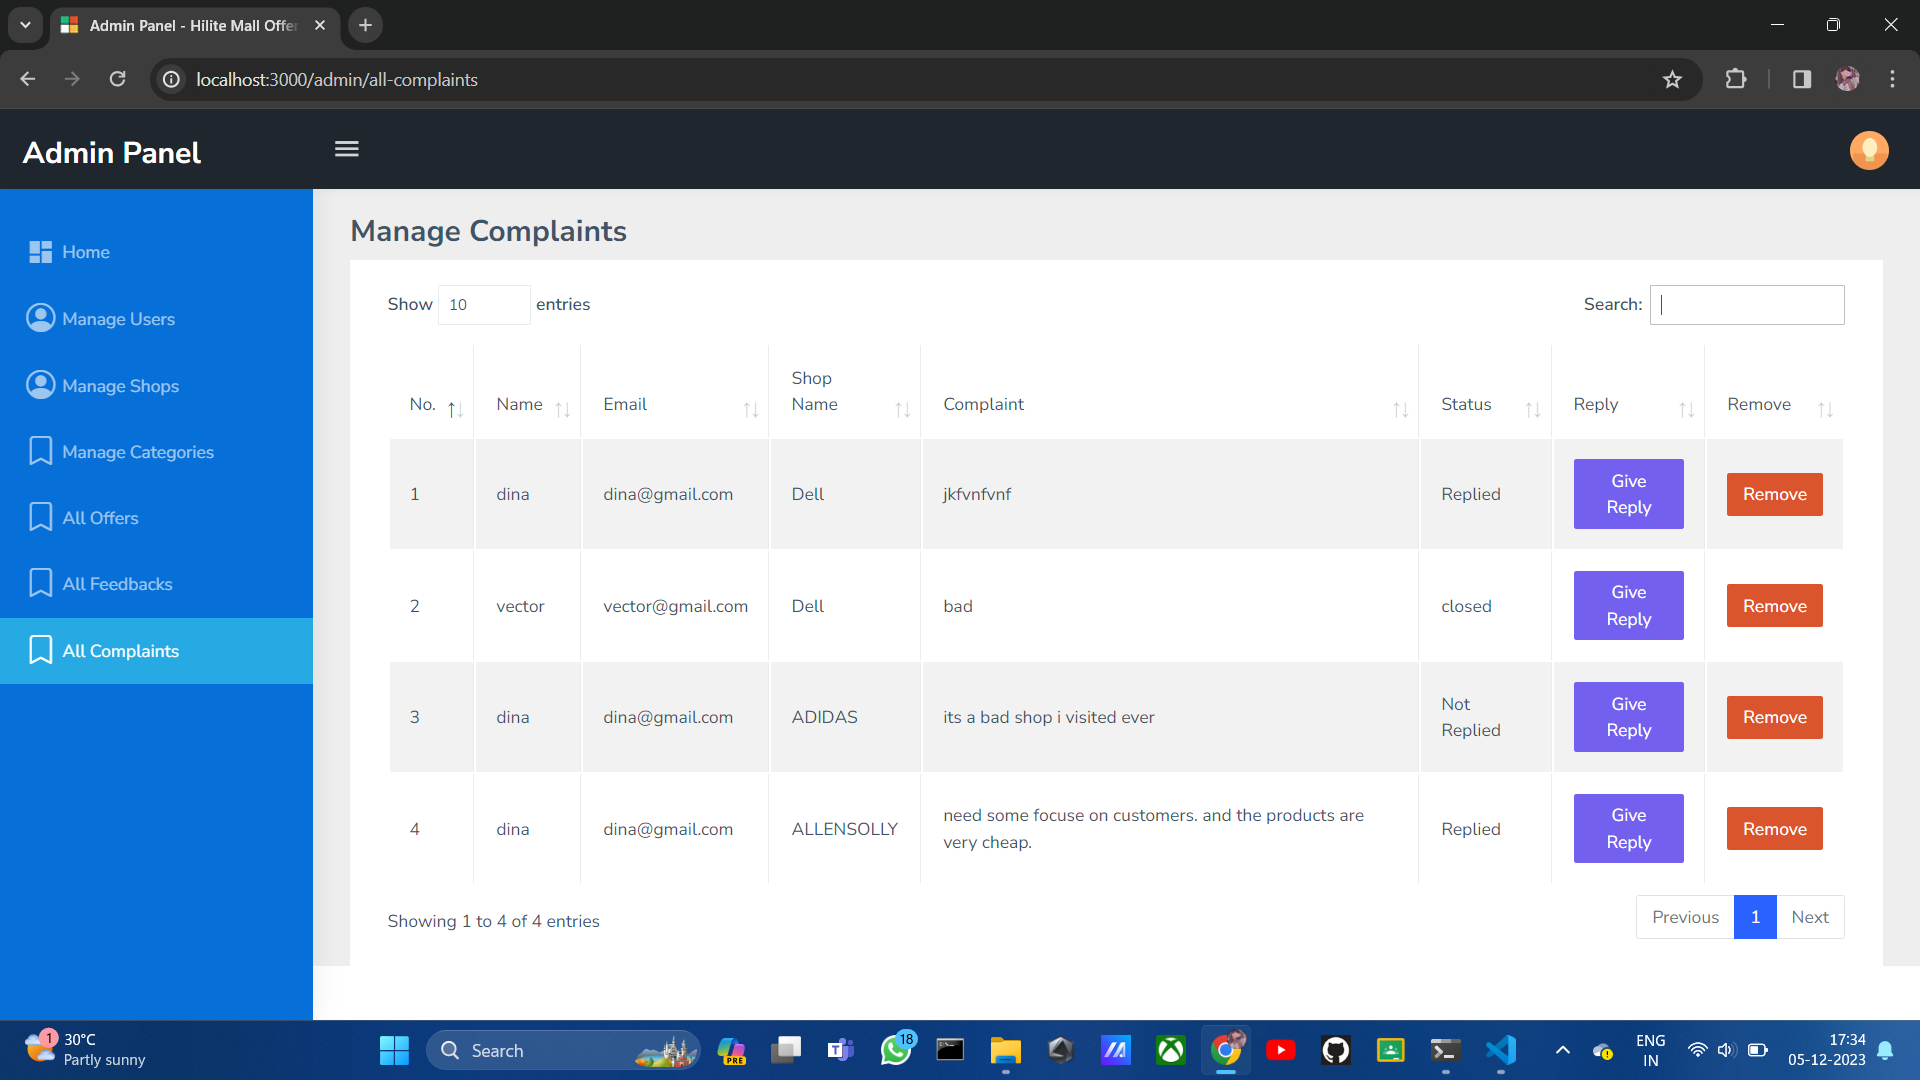 Admin Panel - Hilite Mall Offer
localhost:3000/admin/all-complaints
Admin Panel
Home
Manage Users
Manage Shops
Manage Categories
All Offers
All Feedbacks
All Complaints
Manage Complaints
Show 10 entries
Search:
No. Name Email Shop Name Complaint Status Reply Remove
1 dina dina@gmail.com Dell jkfvnfvnf Replied Give Reply Remove
2 vector vector@gmail.com Dell bad closed Give Reply Remove
3 dina dina@gmail.com ADIDAS its a bad shop i visited ever Not Replied Give Reply Remove
4 dina dina@gmail.com ALLENSOLLY need some focuse on customers. and the products are very cheap. Replied Give Reply Remove
Showing 1 to 4 of 4 entries
Previous 1 Next
1
30°C
Partly sunny
Search
PRE
18
ENG
IN
17:34
05-12-2023